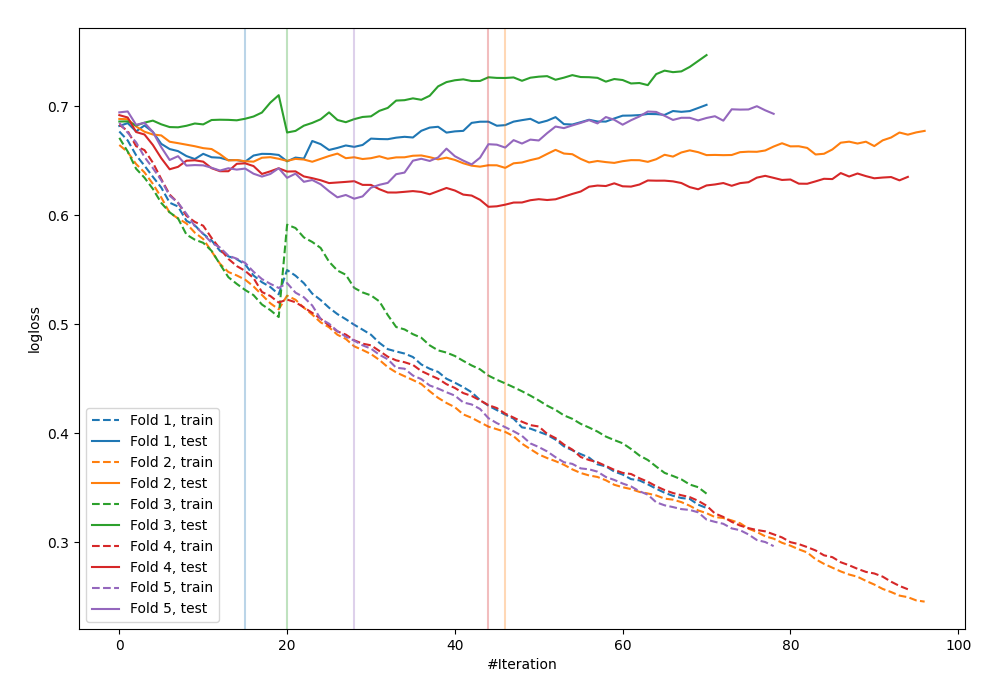 0.7
0.6
0.5
0.4
0.3
logloss
Fold 1, train
Fold 1, test
Fold 2, train
Fold 2, test
Fold 3, train
Fold 3, test
Fold 4, train
Fold 4, test
Fold 5, train
Fold 5, test
0 20 40 60 80 100
#Iteration